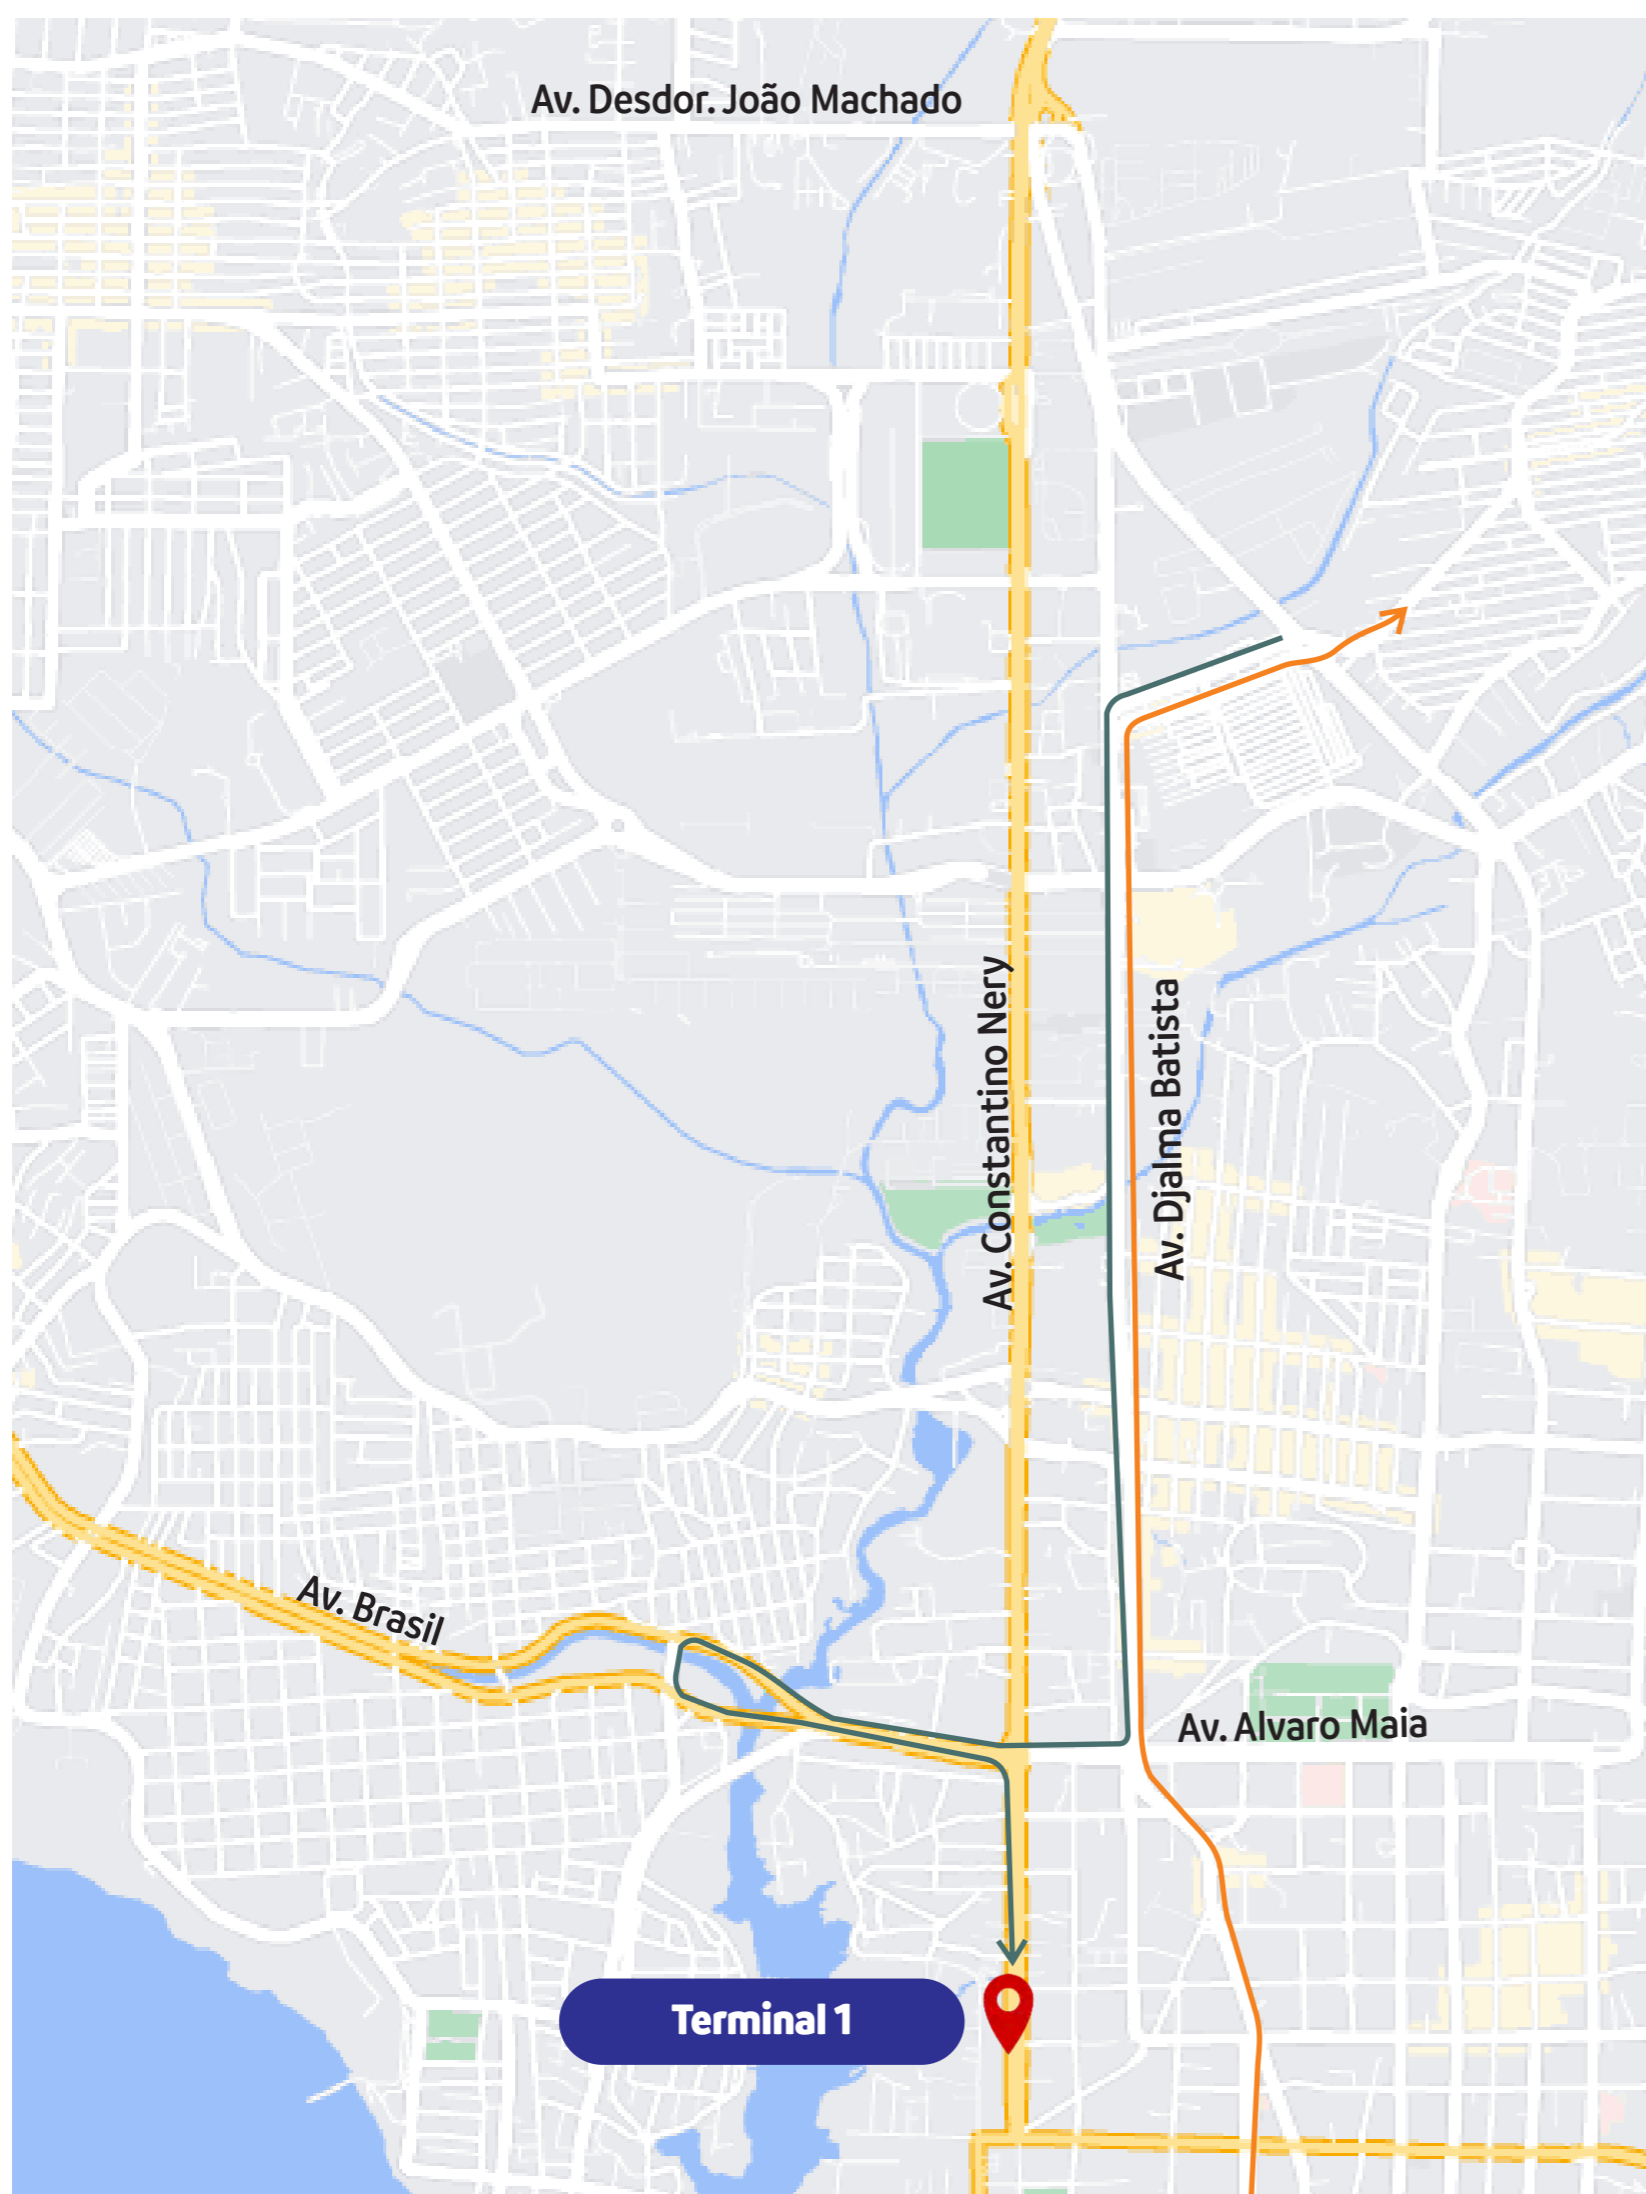 Av. Desdor. João Machado
Av. Constantino Nery
Av. Djalma Batista
Av. Brasil
Av. Alvaro Maia
Terminal 1